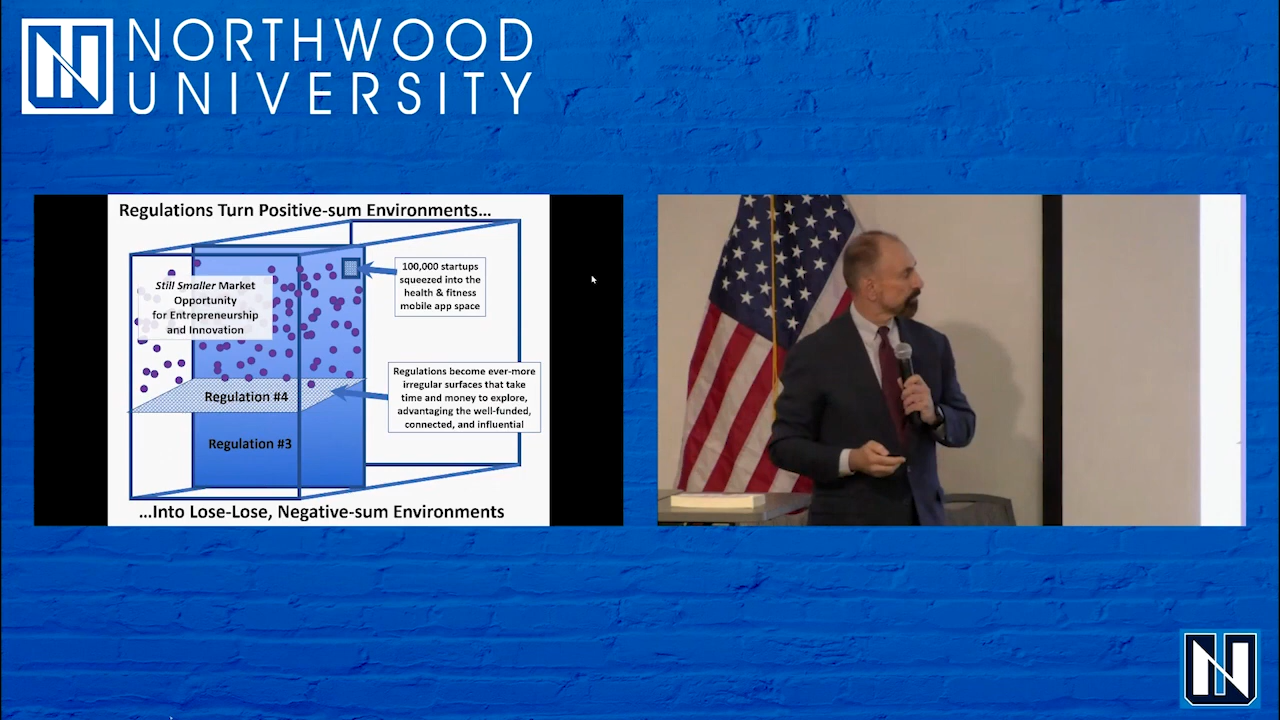 NORTHWOOD
UNIVERSITY
Regulations Turn Positive-sum Environments...
Still Smaller Market
Opportunity
for Entrepreneurship
and Innovation
100,000 startups
squeezed into the
health & fitness
mobile app space
Regulations become ever-more
irregular surfaces that take
time and money to explore,
advantaging the well-funded,
connected, and influential
Regulation #4
Regulation #3
...Into Lose-Lose, Negative-sum Environments